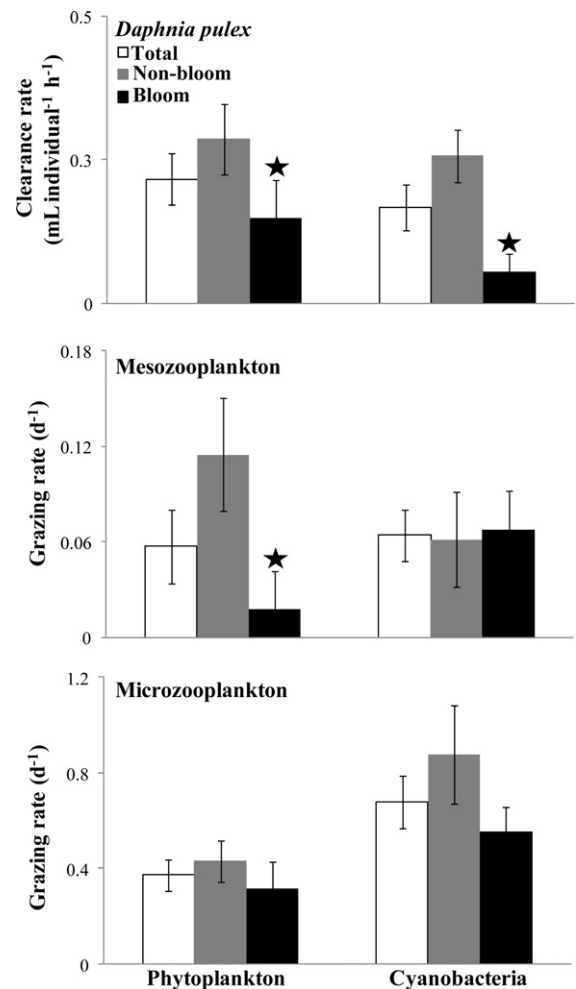 0.5
Daphnia pulex
Total
Non-bloom
Bloom
Clearance rate
(mL individual⁻¹ h⁻¹)
0.3
0
0.18
Mesozooplankton
0.12
Grazing rate (d⁻¹)
0.06
0
1.2
Microzooplankton
0.8
Grazing rate (d⁻¹)
0.4
0
Phytoplankton Cyanobacteria